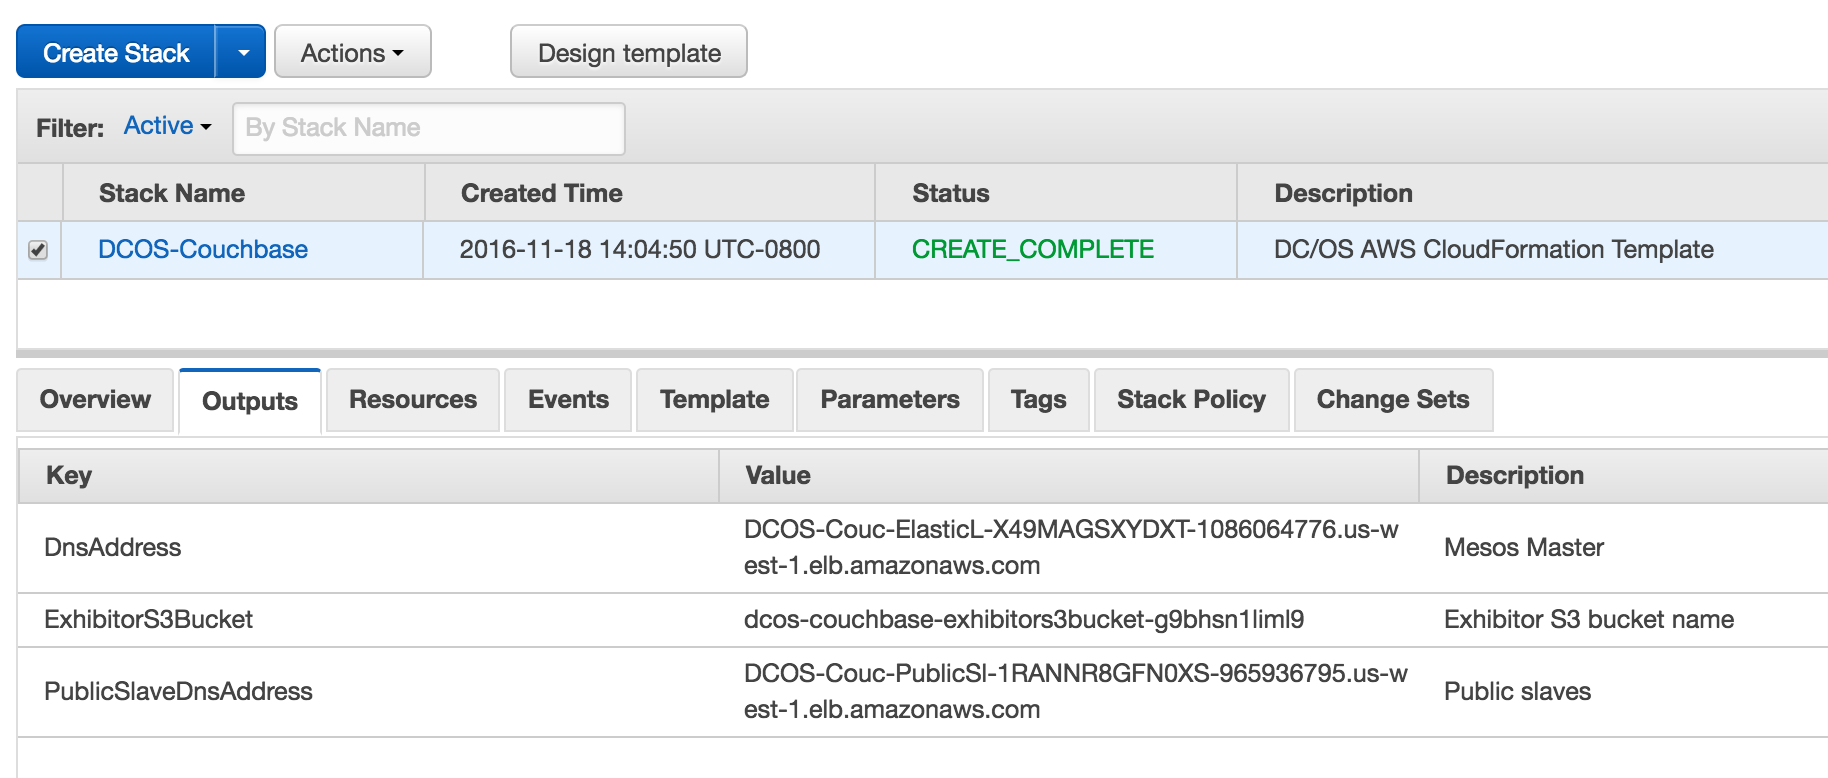 Create Stack Actions Design template
Filter: Active By Stack Name
Stack Name Created Time Status Description
DCOS-Couchbase 2016-11-18 14:04:50 UTC-0800 CREATE_COMPLETE DC/OS AWS CloudFormation Template
Overview Outputs Resources Events Template Parameters Tags Stack Policy Change Sets
Key Value Description
DnsAddress DCOS-Couc-ElasticL-X49MAGSXYDXT-1086064776.us-w
est-1.elb.amazonaws.com Mesos Master
ExhibitorS3Bucket dcos-couchbase-exhibitors3bucket-g9bhsn1liml9 Exhibitor S3 bucket name
PublicSlaveDnsAddress DCOS-Couc-PublicSl-1RANNR8GFN0XS-965936795.us-w
est-1.elb.amazonaws.com Public slaves